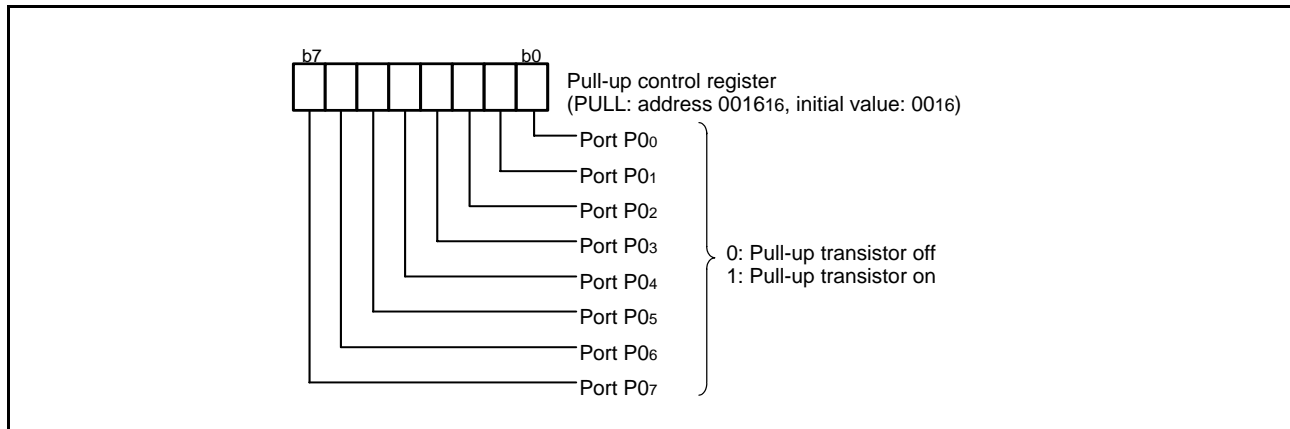 b7 b0
Pull-up control register
(PULL: address 001616, initial value: 0016)
Port P00
Port P01
Port P02
Port P03
Port P04
Port P05
Port P06
Port P07
0: Pull-up transistor off
1: Pull-up transistor on